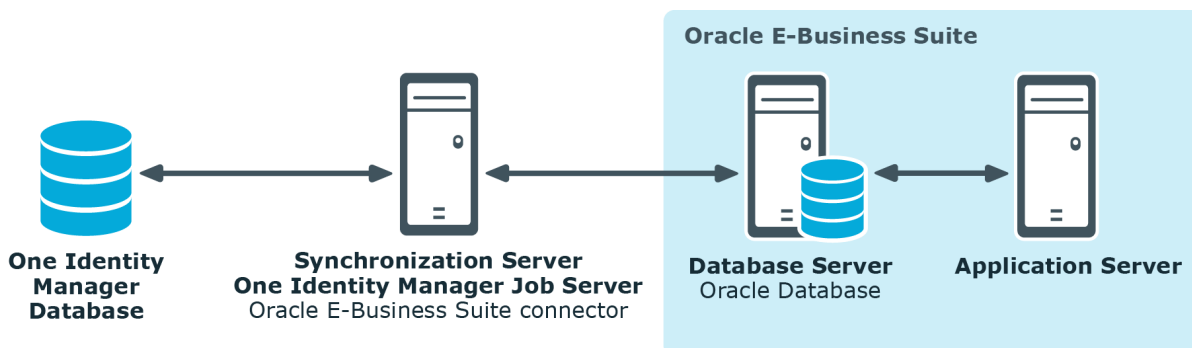 Oracle E-Business Suite
One Identity
Manager
Database
Synchronization Server
One Identity Manager Job Server
Oracle E-Business Suite connector
Database Server
Oracle Database
Application Server